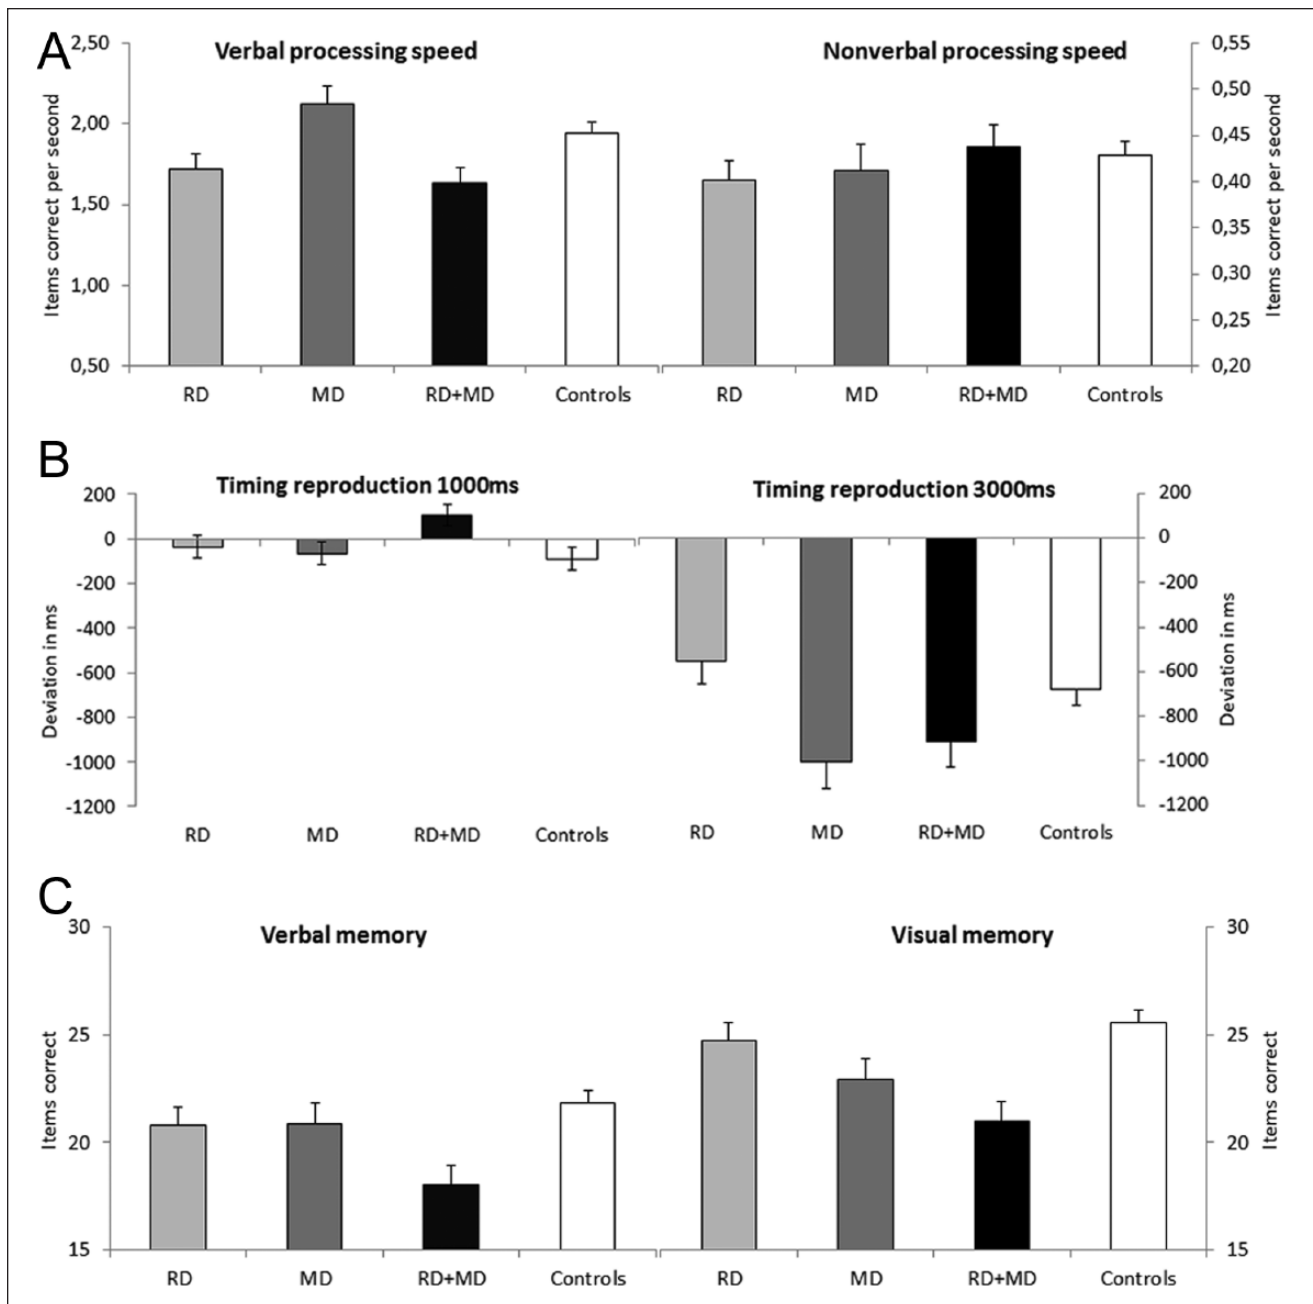 A
Verbal processing speed
Nonverbal processing speed
Items correct per second
2,50
2,00
1,50
1,00
0,50
0,55
0,50
0,45
0,40
0,35
0,30
0,25
0,20
Items correct per second
RD MD RD+MD Controls RD MD RD+MD Controls
B
Timing reproduction 1000ms
Timing reproduction 3000ms
Deviation in ms
200
0
-200
-400
-600
-800
-1000
-1200
200
0
-200
-400
-600
-800
-1000
-1200
Deviation in ms
RD MD RD+MD Controls RD MD RD+MD Controls
C
Verbal memory
Visual memory
Items correct
30
25
20
15
30
25
20
15
Items correct
RD MD RD+MD Controls RD MD RD+MD Controls